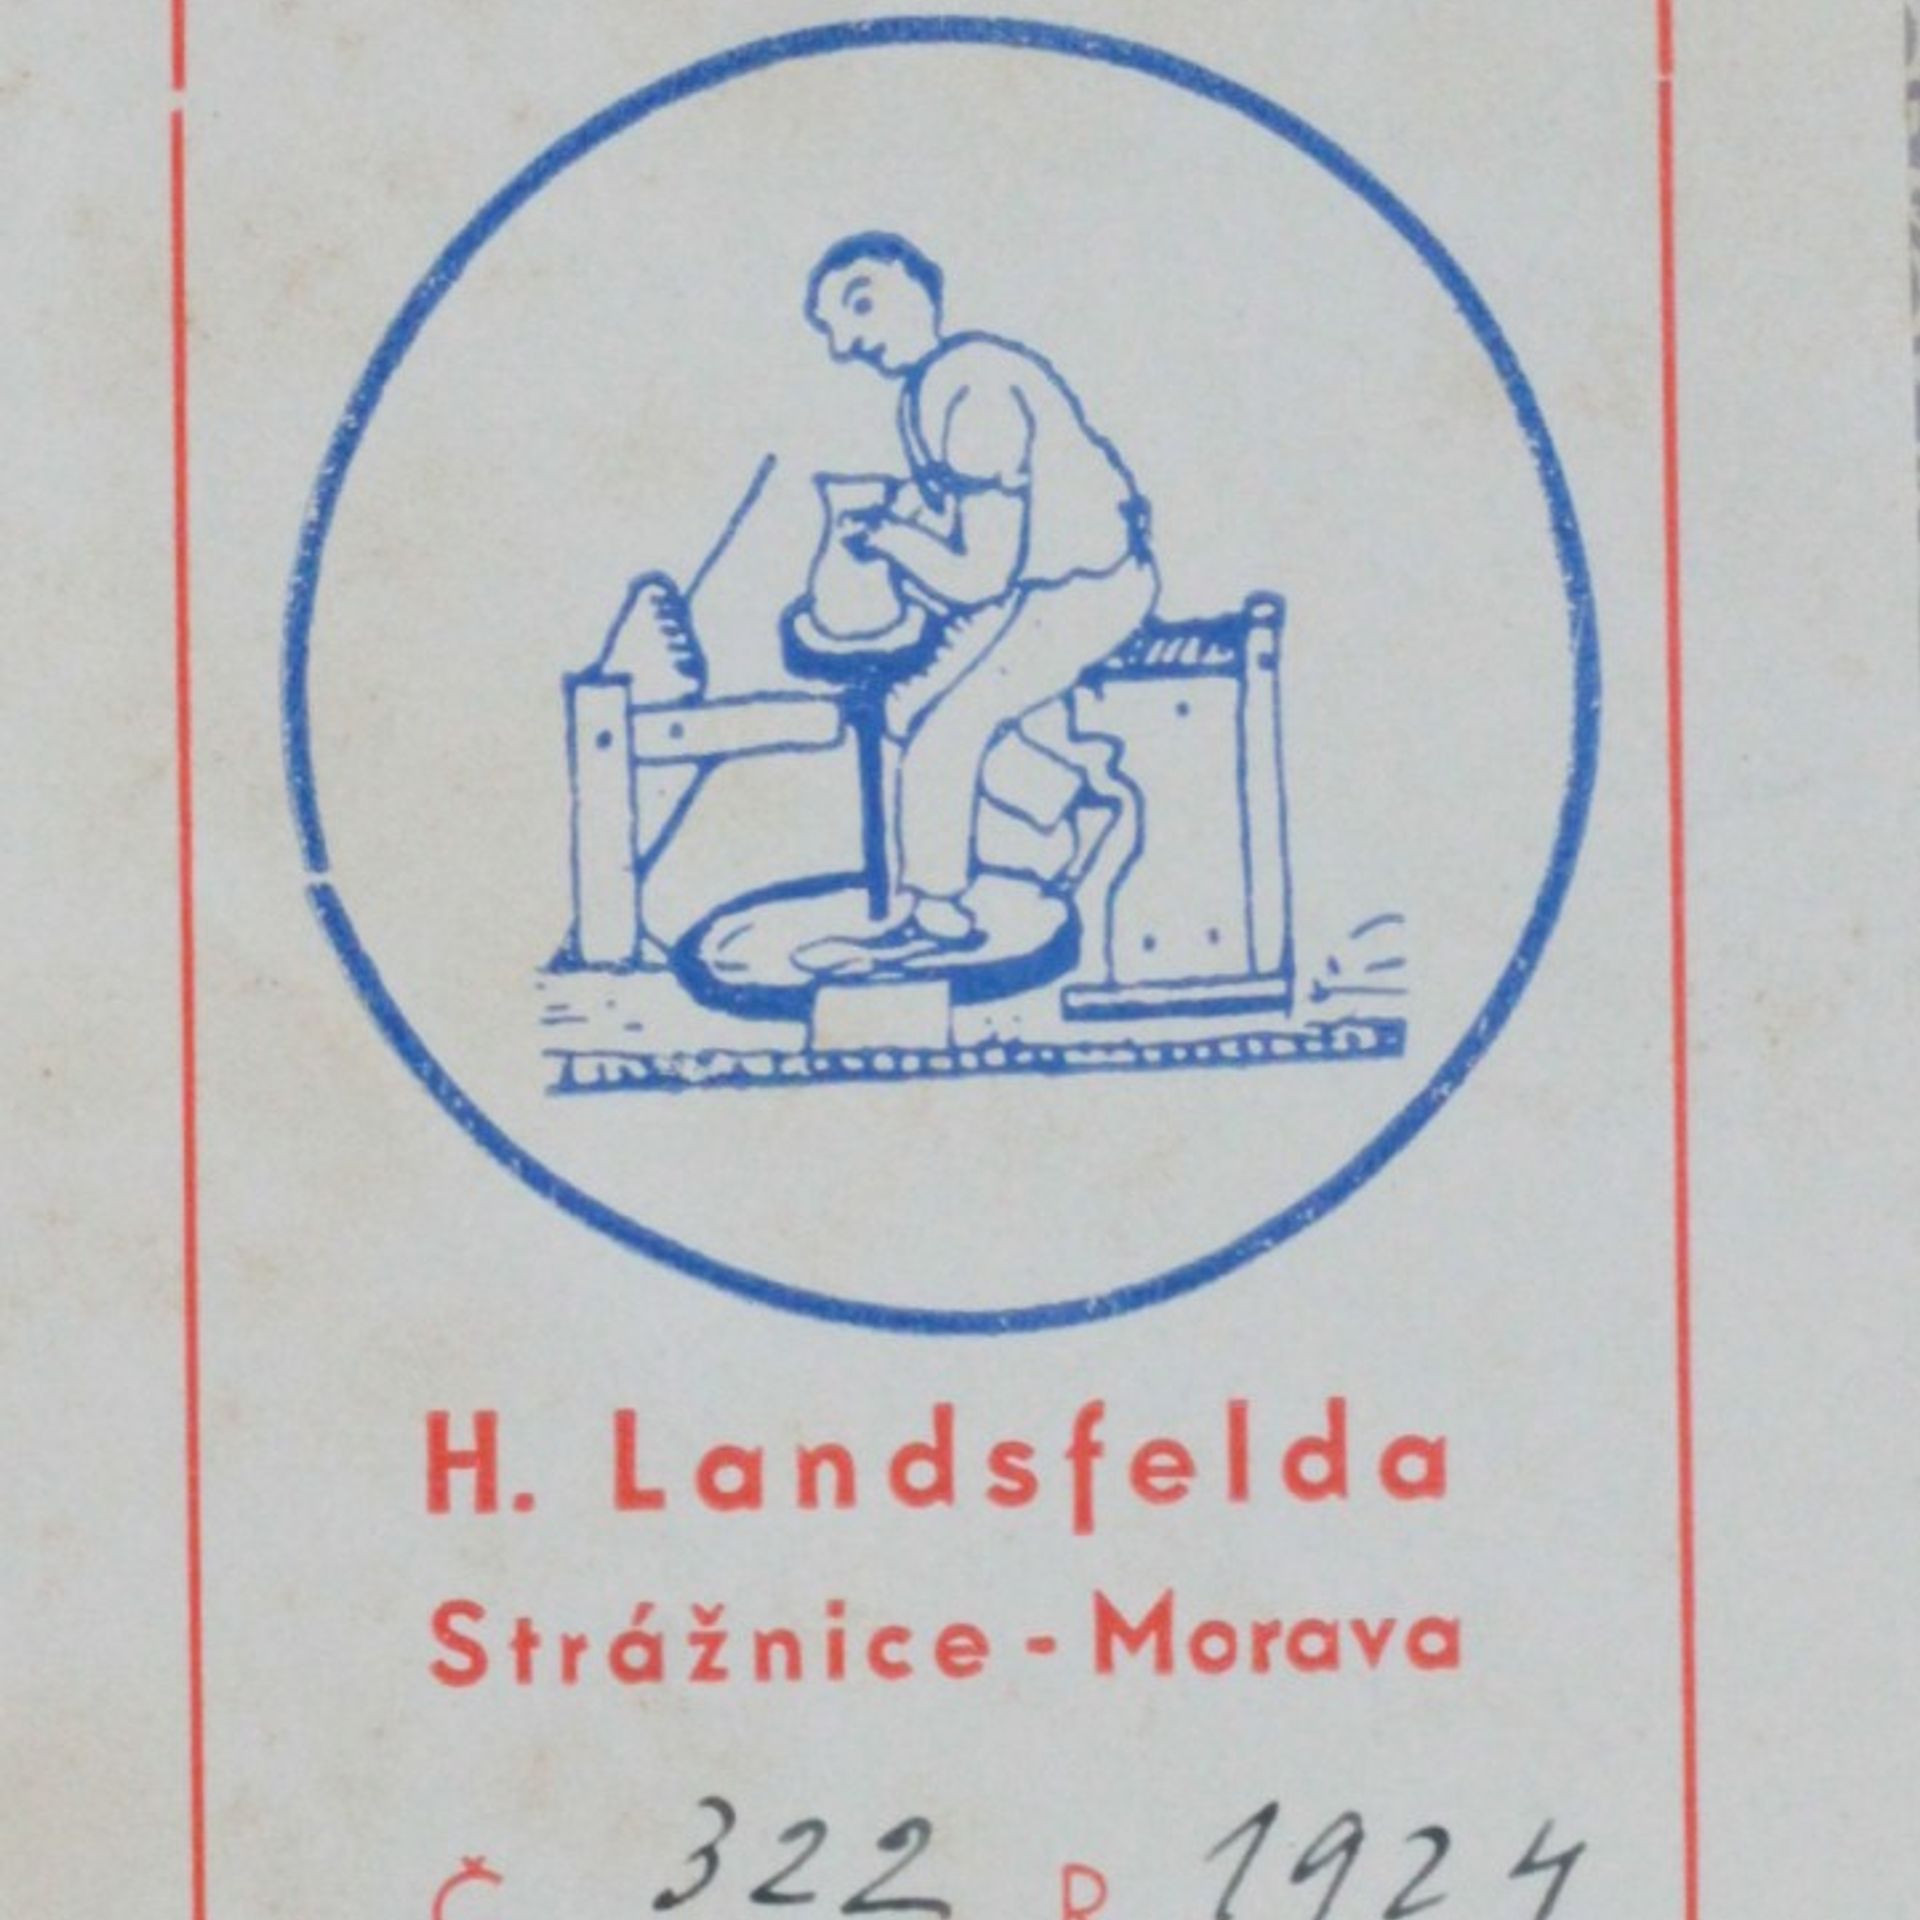 H. Landsfelda
Strážnice - Morava
Č 322 R 1924